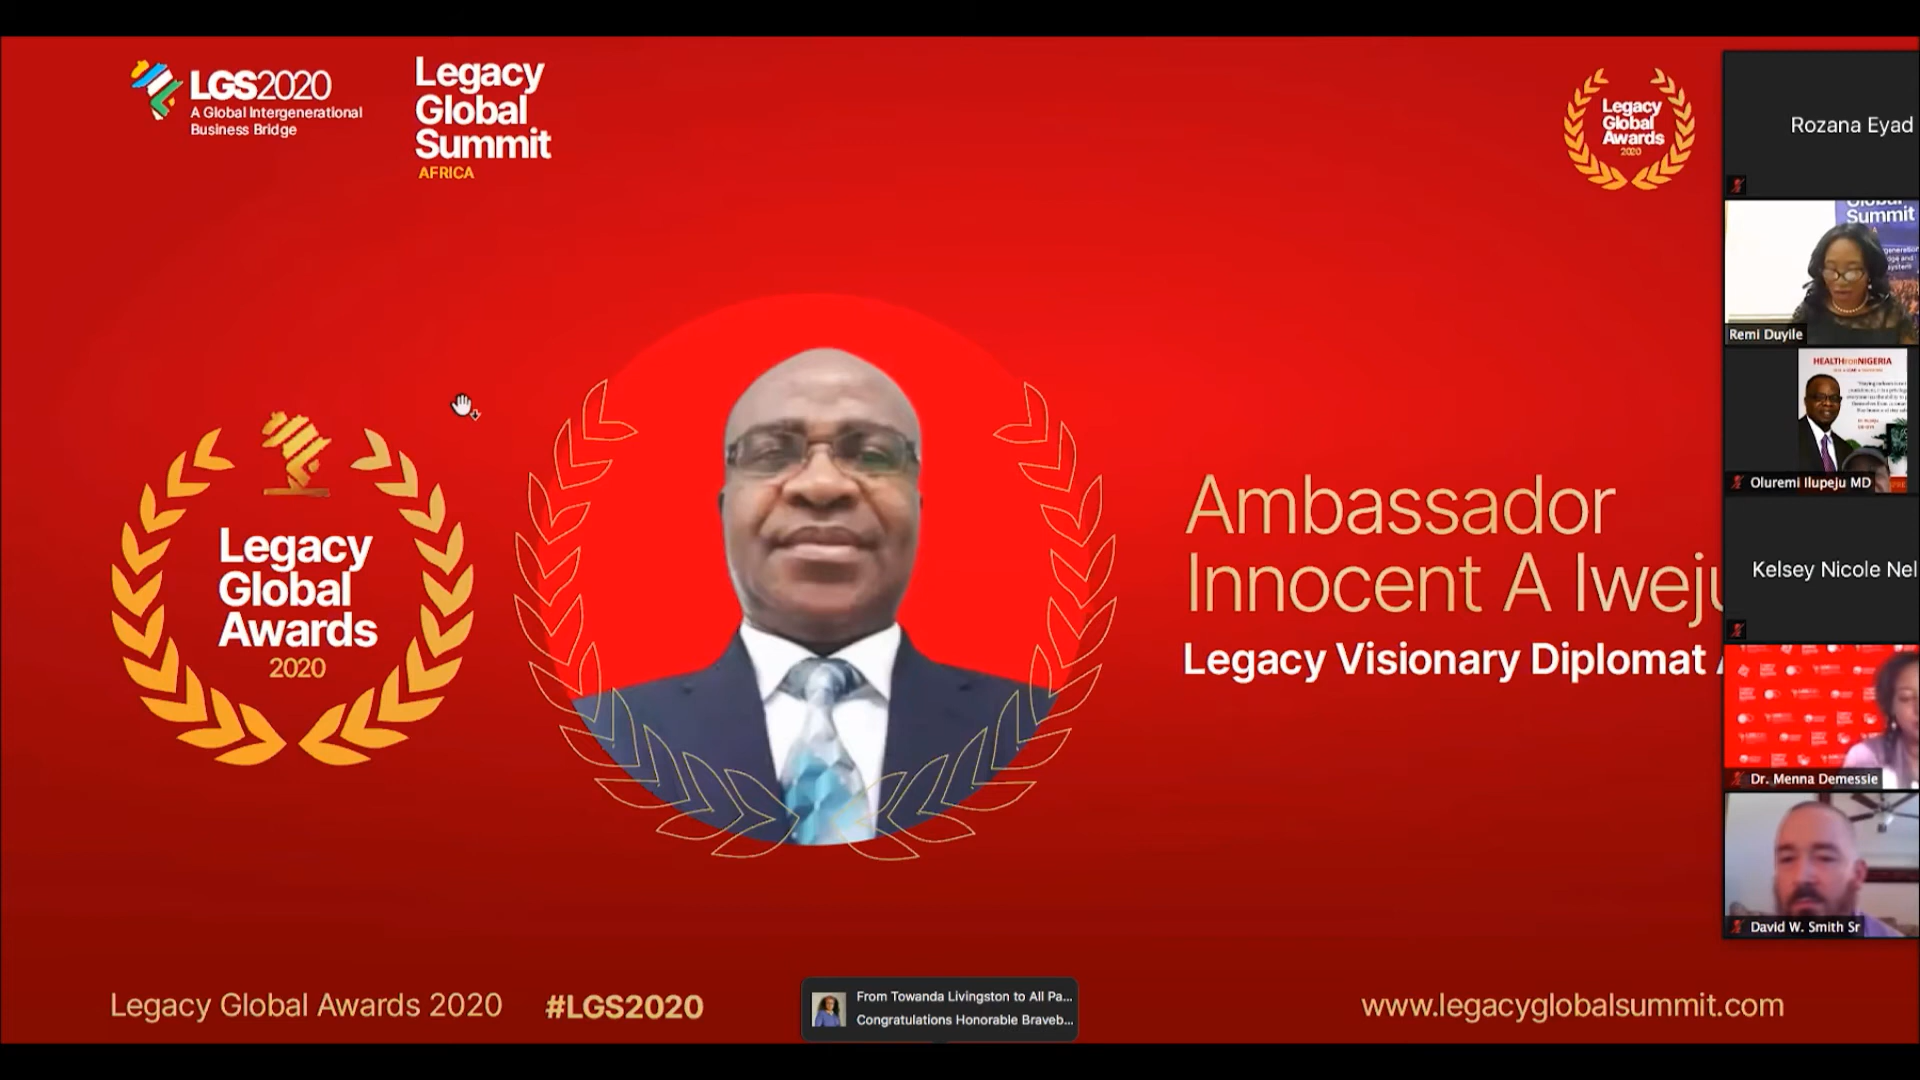 LGS2020
A Global Intergenerational
Business Bridge
Legacy
Global
Summit
AFRICA
Legacy
Global
Awards
2020
Rozana Eyad
Summit
Remi Duyile
HEALTH FOR NIGERIA
Oluremi Ilupeju MD
Kelsey Nicole Nel
Dr. Menna Demessie
David W. Smith Sr
Legacy
Global
Awards
2020
Ambassador
Innocent A Iweju
Legacy Visionary Diplomat A
Legacy Global Awards 2020
#LGS2020
From Towanda Livingston to All Pa...
Congratulations Honorable Braveb...
www.legacyglobalsummit.com